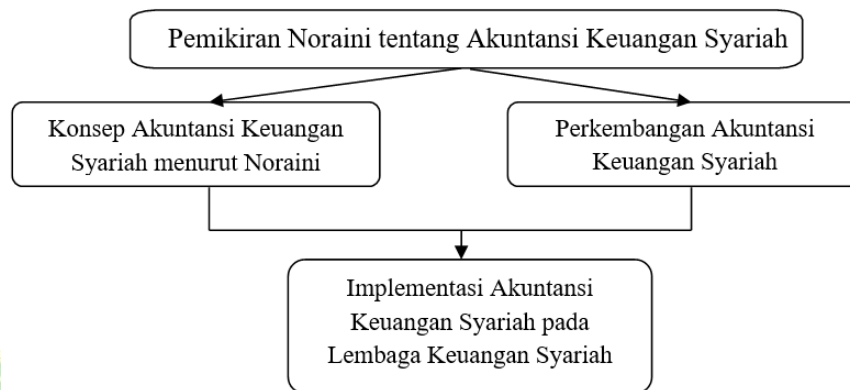 Pemikiran Noraini tentang Akuntansi Keuangan Syariah
Konsep Akuntansi Keuangan
Syariah menurut Noraini
Perkembangan Akuntansi
Keuangan Syariah
Implementasi Akuntansi
Keuangan Syariah pada
Lembaga Keuangan Syariah